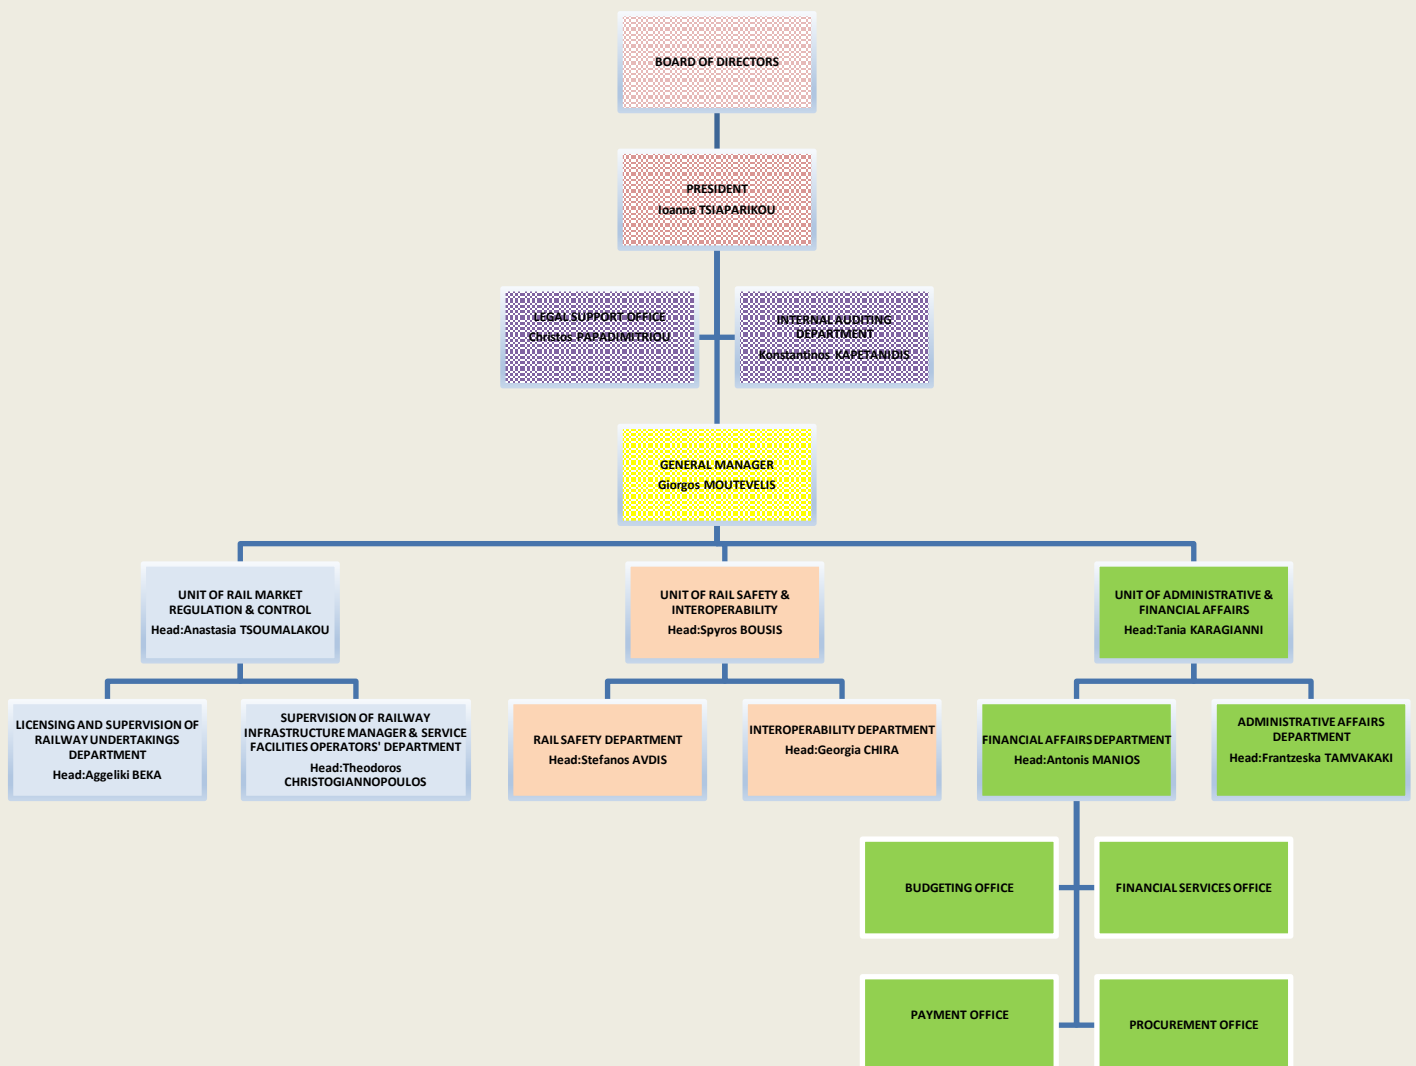 BOARD OF DIRECTORS
PRESIDENT
Ioanna TSIAPARIKOU
LEGAL SUPPORT OFFICE
Christos PAPADIMITRIOU
INTERNAL AUDITING
DEPARTMENT
Konstantinos KAPETANIDIS
GENERAL MANAGER
Giorgos MOUTEVELIS
UNIT OF RAIL MARKET
REGULATION & CONTROL
Head:Anastasia TSOUMALAKOU
UNIT OF RAIL SAFETY &
INTEROPERABILITY
Head:Spyros BOUSIS
UNIT OF ADMINISTRATIVE &
FINANCIAL AFFAIRS
Head:Tania KARAGIANNI
LICENSING AND SUPERVISION OF
RAILWAY UNDERTAKINGS
DEPARTMENT
Head:Aggeliki BEKA
SUPERVISION OF RAILWAY
INFRASTRUCTURE MANAGER & SERVICE
FACILITIES OPERATORS' DEPARTMENT
Head:Theodoros
CHRISTOGIANNOPOULOS
RAIL SAFETY DEPARTMENT
Head:Stefanos AVDIS
INTEROPERABILITY DEPARTMENT
Head:Georgia CHIRA
FINANCIAL AFFAIRS DEPARTMENT
Head:Antonis MANIOS
ADMINISTRATIVE AFFAIRS
DEPARTMENT
Head:Frantzeska TAMVAKAKI
BUDGETING OFFICE
FINANCIAL SERVICES OFFICE
PAYMENT OFFICE
PROCUREMENT OFFICE